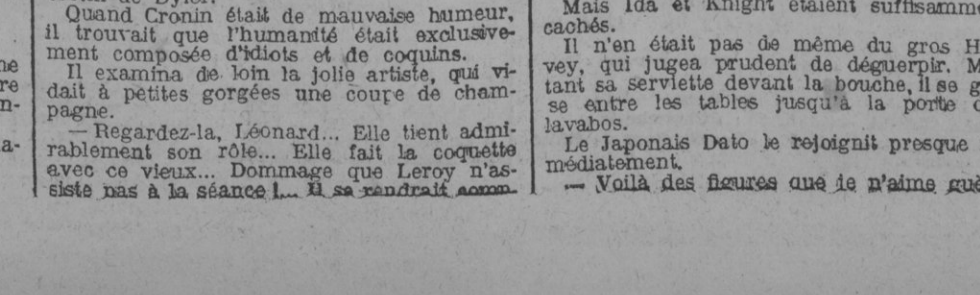 Quand Cronin était de mauvaise humeur,
il trouvait que l'humanité était exclusive-
ment composée d'idiots et de coquins.
Il examina de loin la jolie artiste, qui vi-
dait à petites gorgées une coupe de cham-
pagne.
— Regardez-la, Léonard... Elle tient admi-
rablement son rôle... Elle fait la coquette
avec ce vieux... Dommage que Leroy n'as-
siste pas à la séance !... Il se rendrait
Mais Ida et Knight étaient
cachés.
Il n'en était pas de même du gros H
vey, qui jugea prudent de déguerpir. M
tant sa serviette devant la bouche, il se g
se entre les tables jusqu'à la porte
lavabos.
Le Japonais Dato le rejoignit presque
médiatement.
— Voilà des figures que je n'aime guè